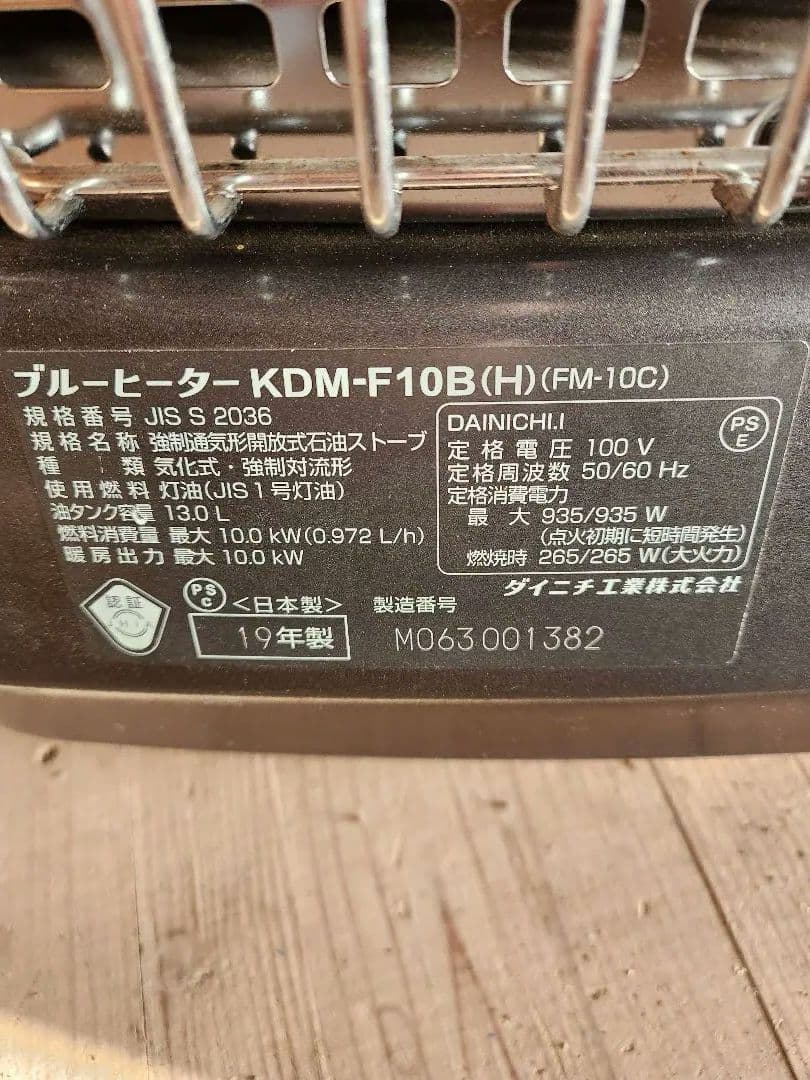 ブルーヒーター KDM-F10B(H)(FM-10C)
規格番号 JIS S 2036
規格名称 強制通気形開放式石油ストーブ
種類 気化式・強制対流形
使用燃料 灯油(JIS1号灯油)
油タンク容量 13.0 L
燃料消費量 最大 10.0 kW(0.972 L/h)
暖房出力 最大 10.0 kW
DAINICHI.I
PS
E
定格電圧 100 V
定格周波数 50/60 Hz
定格消費電力
最大 935/935 W
(点火初期に短時間発生)
燃焼時 265/265 W(大火力)
ダイニチ工業株式会社
認証
PS
C
<日本製>
製造番号
19年製
M063001382